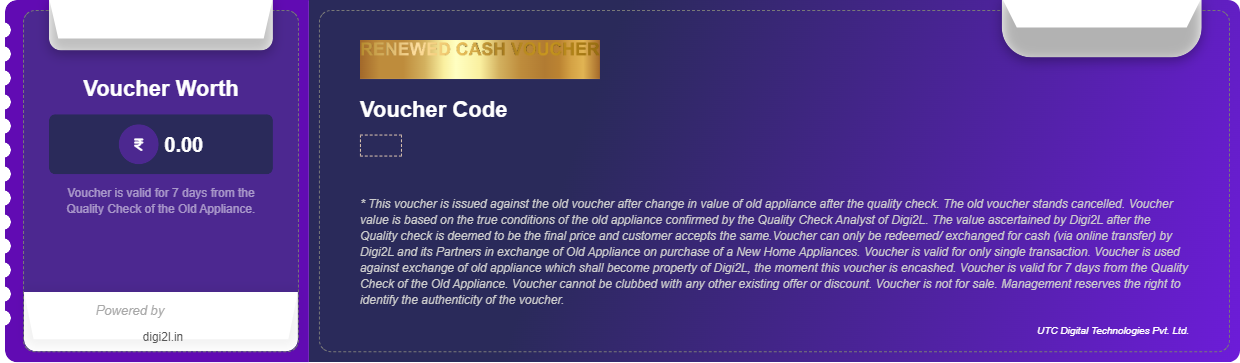 Voucher Worth
₹ 0.00
Voucher is valid for 7 days from the
Quality Check of the Old Appliance.
Powered by
digi2l.in
RENEWED CASH VOUCHER
Voucher Code
* This voucher is issued against the old voucher after change in value of old appliance after the quality check. The old voucher stands cancelled. Voucher
value is based on the true conditions of the old appliance confirmed by the Quality Check Analyst of Digi2L. The value ascertained by Digi2L after the
Quality check is deemed to be the final price and customer accepts the same.Voucher can only be redeemed/ exchanged for cash (via online transfer) by
Digi2L and its Partners in exchange of Old Appliance on purchase of a New Home Appliances. Voucher is valid for only single transaction. Voucher is used
against exchange of old appliance which shall become property of Digi2L, the moment this voucher is encashed. Voucher is valid for 7 days from the Quality
Check of the Old Appliance. Voucher cannot be clubbed with any other existing offer or discount. Voucher is not for sale. Management reserves the right to
identify the authenticity of the voucher.
UTC Digital Technologies Pvt. Ltd.